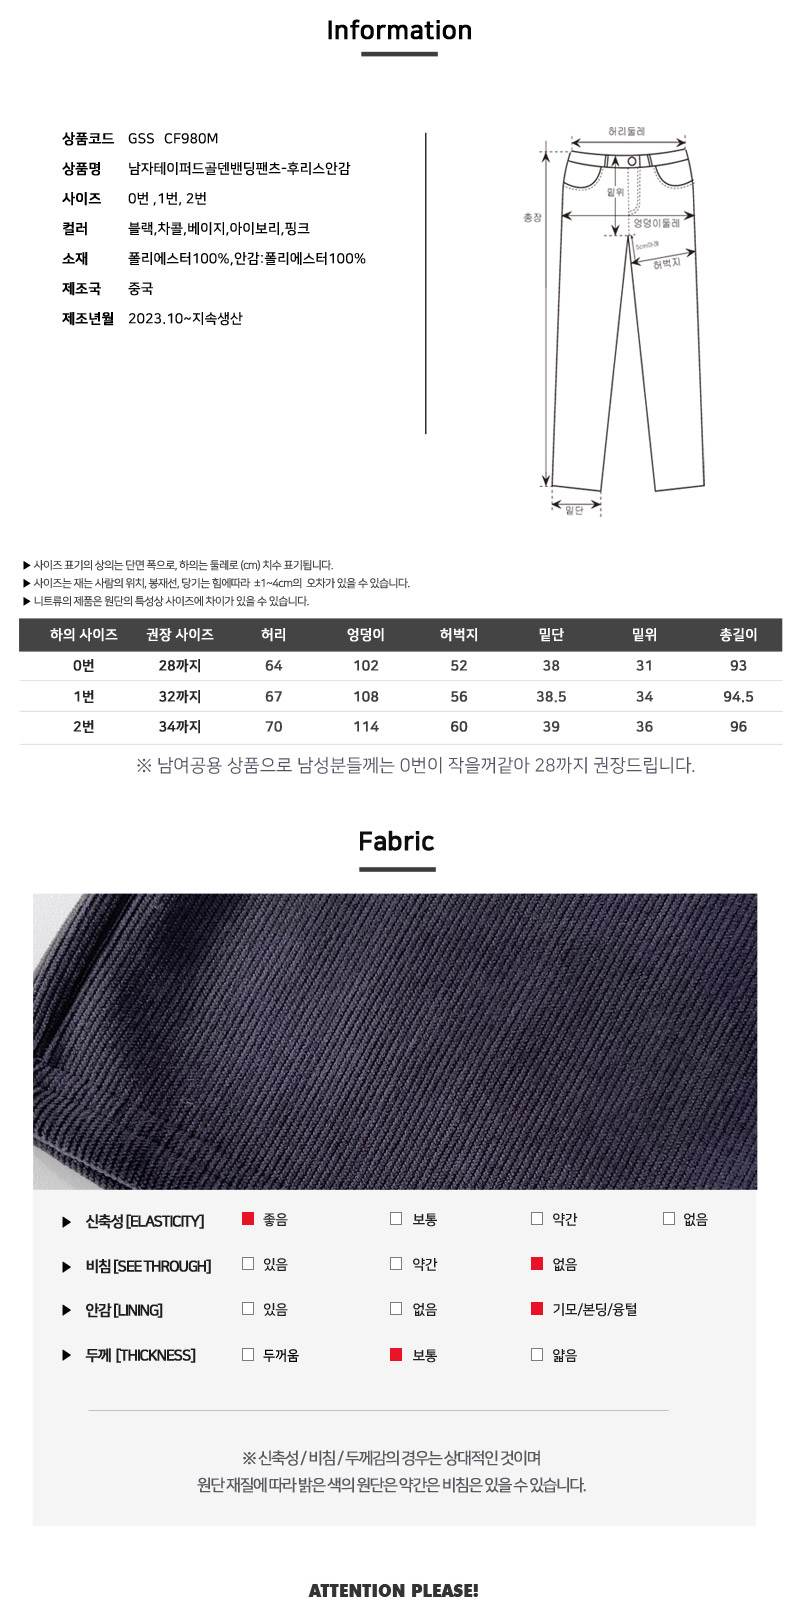 Information
상품코드 GSS CF980M
상품명 남자테이퍼드골덴밴딩팬츠-후리스안감
사이즈 0번 ,1번, 2번
컬러 블랙,차콜,베이지,아이보리,핑크
소재 폴리에스터100%,안감:폴리에스터100%
제조국 중국
제조년월 2023.10~지속생산
허리둘레
밑위
총장
엉덩이둘레
5cm아래
허벅지
밑단
▶ 사이즈 표기의 상의는 단면 폭으로, 하의는 둘레로 (cm) 치수 표기됩니다.
▶ 사이즈는 재는 사람의 위치, 봉재선, 당기는 힘에따라 ±1~4cm의 오차가 있을 수 있습니다.
▶ 니트류의 제품은 원단의 특성상 사이즈에 차이가 있을 수 있습니다.
하의 사이즈 권장 사이즈 허리 엉덩이 허벅지 밑단 밑위 총길이
0번 28까지 64 102 52 38 31 93
1번 32까지 67 108 56 38.5 34 94.5
2번 34까지 70 114 60 39 36 96
※ 남여공용 상품으로 남성분들께는 0번이 작을꺼같아 28까지 권장드립니다.
Fabric
▶ 신축성 [ELASTICITY] 좋음 보통 약간 없음
▶ 비침 [SEE THROUGH] 있음 약간 없음
▶ 안감 [LINING] 있음 없음 기모/본딩/융털
▶ 두께 [THICKNESS] 두꺼움 보통 얇음
※ 신축성 / 비침 / 두께감의 경우는 상대적인 것이며
원단 재질에 따라 밝은 색의 원단은 약간은 비침은 있을 수 있습니다.
ATTENTION PLEASE!